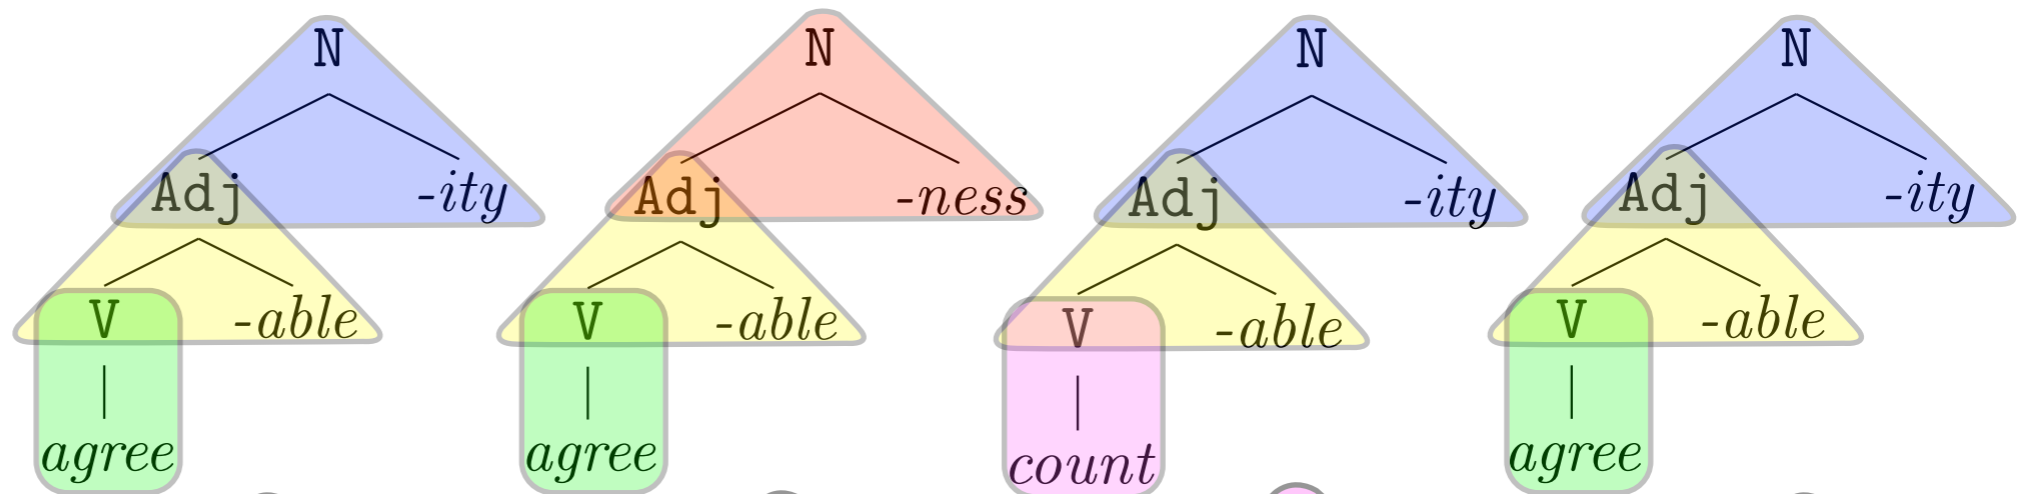 N N N N
Adj -ity Adj -ness Adj -ity Adj -ity
V -able V -able V -able V -able
agree agree count agree